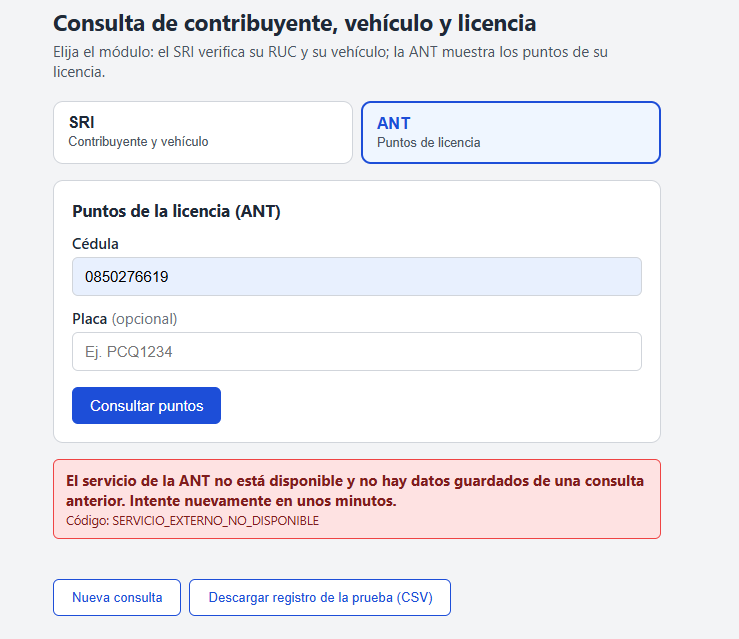 Consulta de contribuyente, vehículo y licencia
Elija el módulo: el SRI verifica su RUC y su vehículo; la ANT muestra los puntos de su
licencia.
SRI
Contribuyente y vehículo
ANT
Puntos de licencia
Puntos de la licencia (ANT)
Cédula
0850276619
Placa (opcional)
Ej. PCQ1234
Consultar puntos
El servicio de la ANT no está disponible y no hay datos guardados de una consulta
anterior. Intente nuevamente en unos minutos.
Código: SERVICIO_EXTERNO_NO_DISPONIBLE
Nueva consulta
Descargar registro de la prueba (CSV)